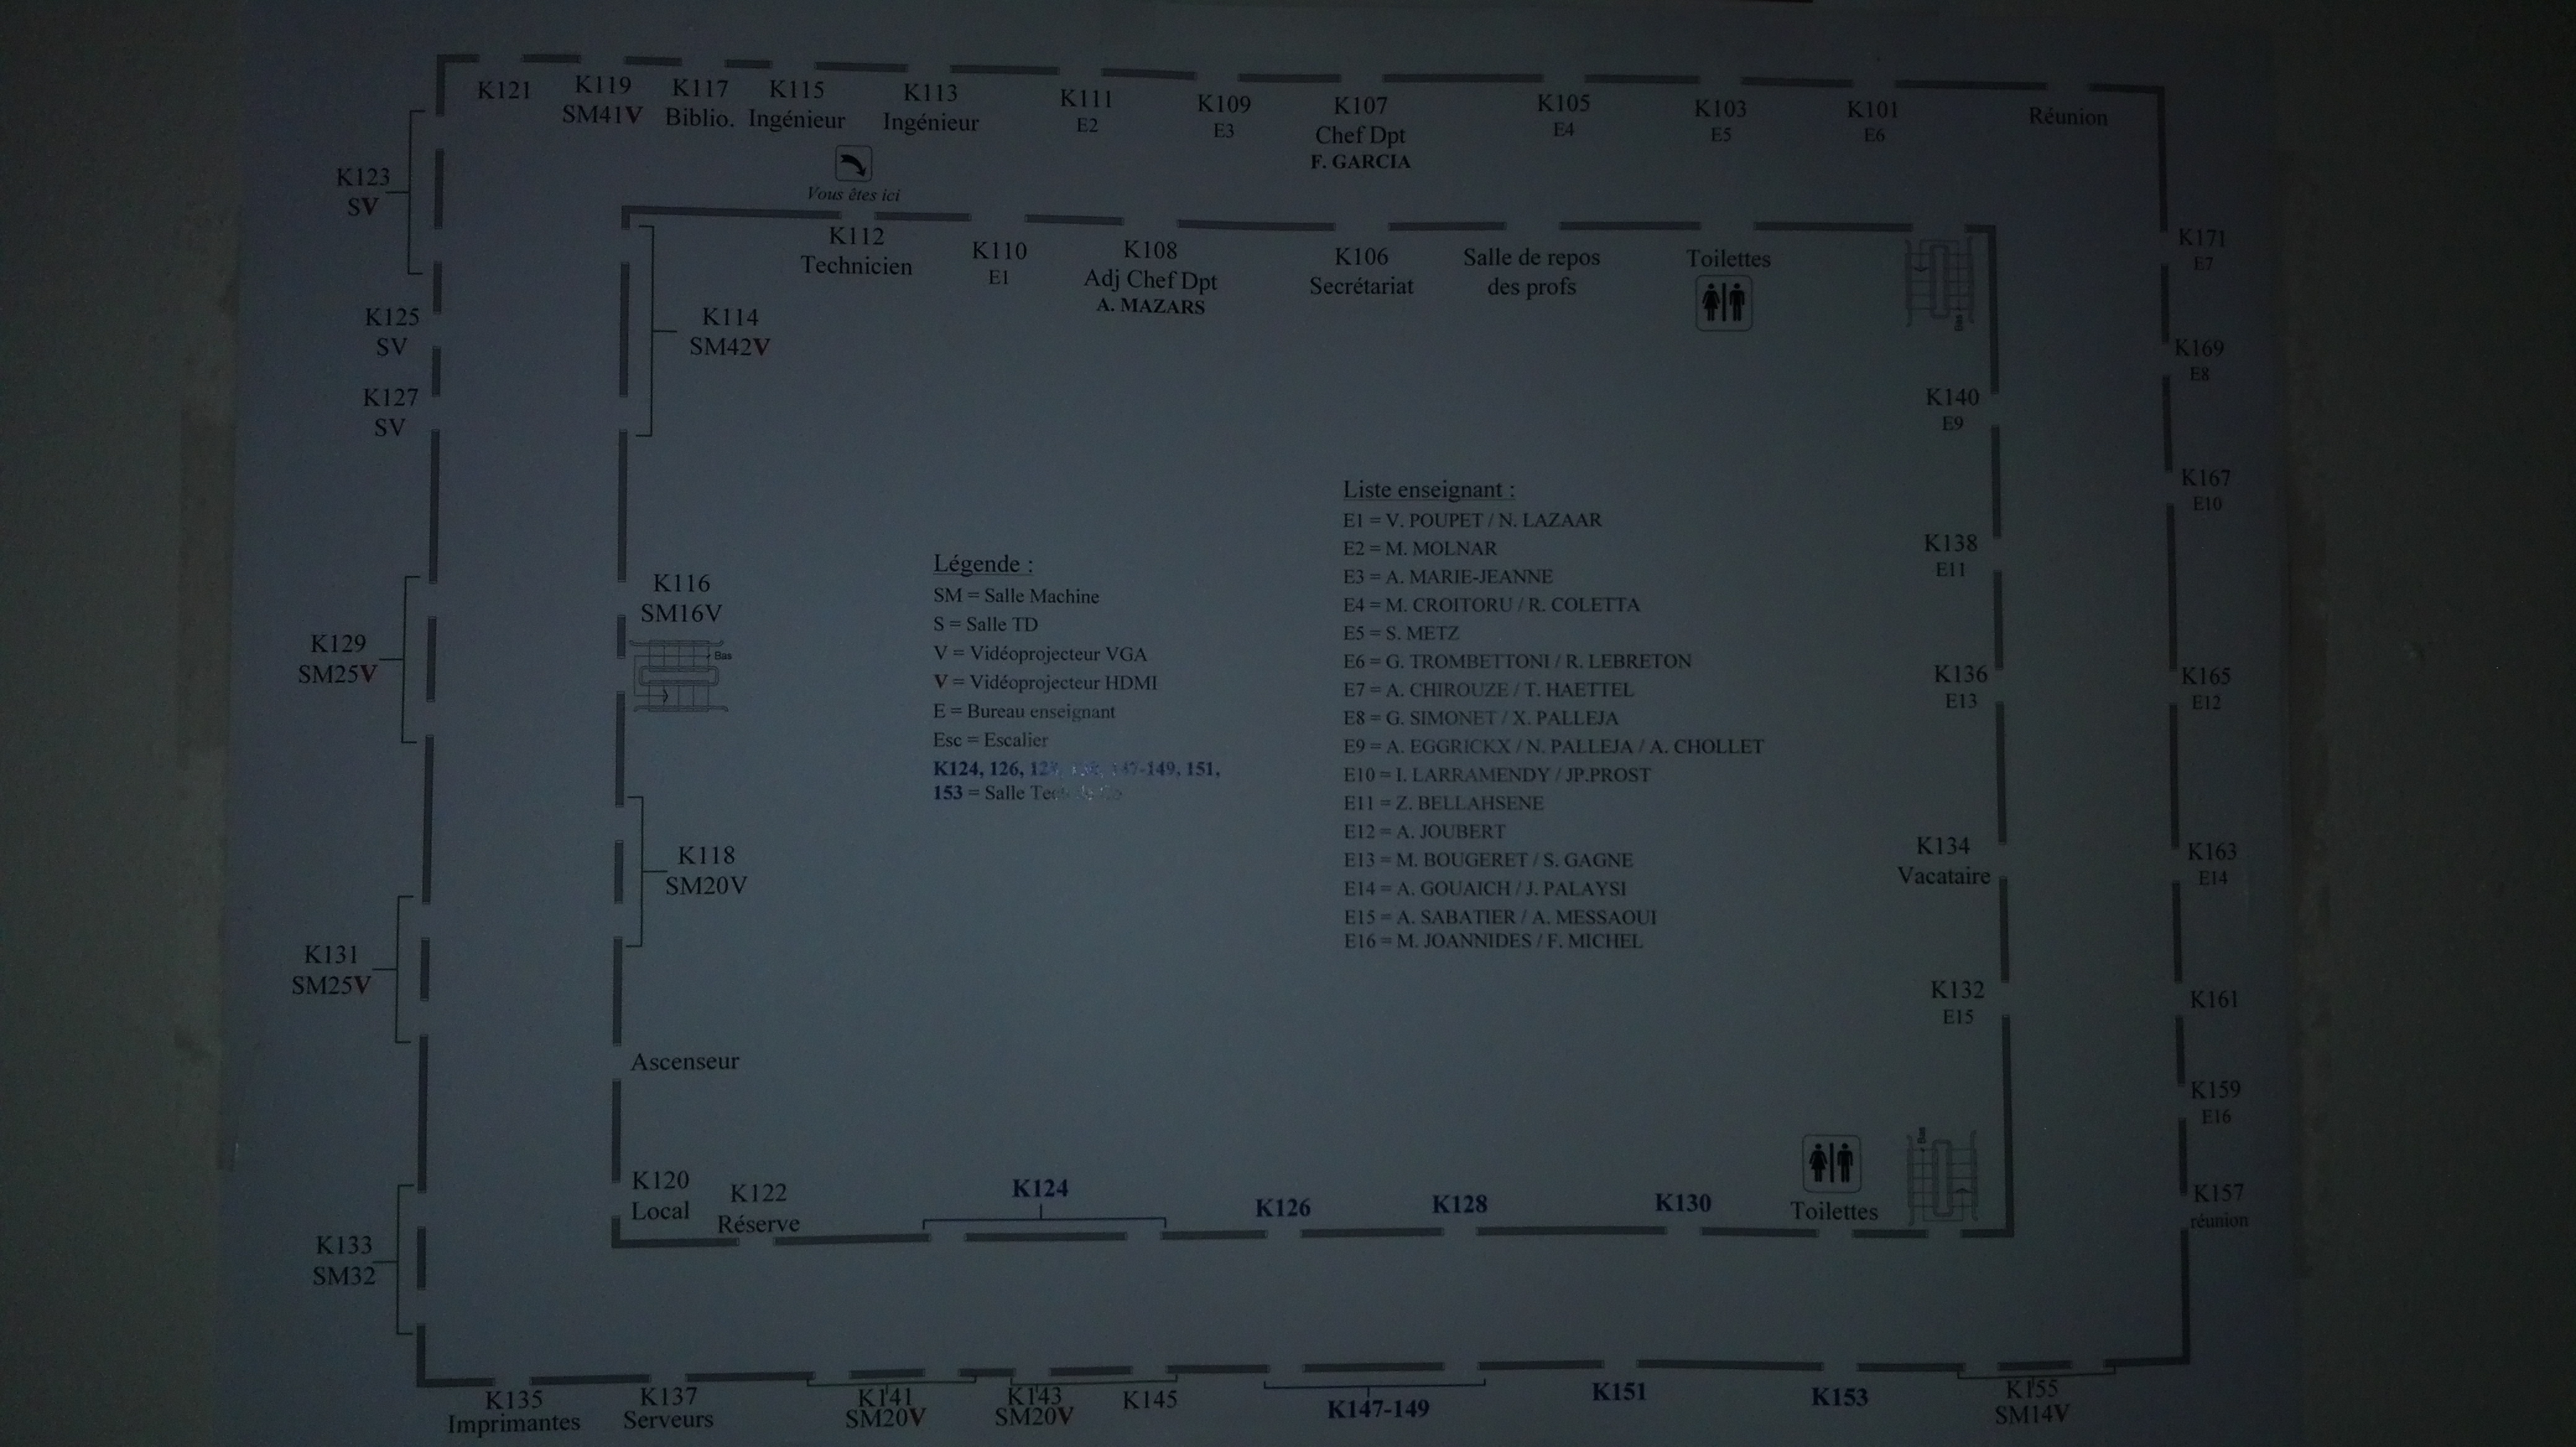 K121
K119
SM41V
K117
Biblio.
K115
Ingénieur
K113
Ingénieur
K111
E2
K109
E3
K107
Chef Dpt
F. GARCIA
K105
E4
K103
E5
K101
E6
Réunion
Vous êtes ici
K123
SV
K125
SV
K127
SV
K129
SM25V
K131
SM25V
K133
SM32
K114
SM42V
K116
SM16V
Bas
K118
SM20V
Ascenseur
K120
Local
K112
Technicien
K110
E1
K108
Adj Chef Dpt
A. MAZARS
K106
Secrétariat
Salle de repos
des profs
Toilettes
Bas
Légende :
SM = Salle Machine
S = Salle TD
V = Vidéoprojecteur VGA
V = Vidéoprojecteur HDMI
E = Bureau enseignant
Esc = Escalier
K124, 126, 147-149, 151,
153 = Salle
Liste enseignant :
E1 = V. POUPET / N. LAZAAR
E2 = M. MOLNAR
E3 = A. MARIE-JEANNE
E4 = M. CROITORU / R. COLETTA
E5 = S. METZ
E6 = G. TROMBETTONI / R. LEBRETON
E7 = A. CHIROUZE / T. HAETTEL
E8 = G. SIMONET / X. PALLEJA
E9 = A. EGGRICKX / N. PALLEJA / A. CHOLLET
E10 = I. LARRAMENDY / JP.PROST
E11 = Z. BELLAHSENE
E12 = A. JOUBERT
E13 = M. BOUGERET / S. GAGNE
E14 = A. GOUAICH / J. PALAYSI
E15 = A. SABATIER / A. MESSAOUI
E16 = M. JOANNIDES / F. MICHEL
K140
E9
K138
E11
K136
E13
K134
Vacataire
K132
E15
K171
E7
K169
E8
K167
E10
K165
E12
K163
E14
K161
K159
E16
K157
réunion
K122
Réserve
K124
K126
K128
K130
Toilettes
Bas
K135
Imprimantes
K137
Serveurs
K141
SM20V
K143
SM20V
K145
K147-149
K151
K153
K155
SM14V